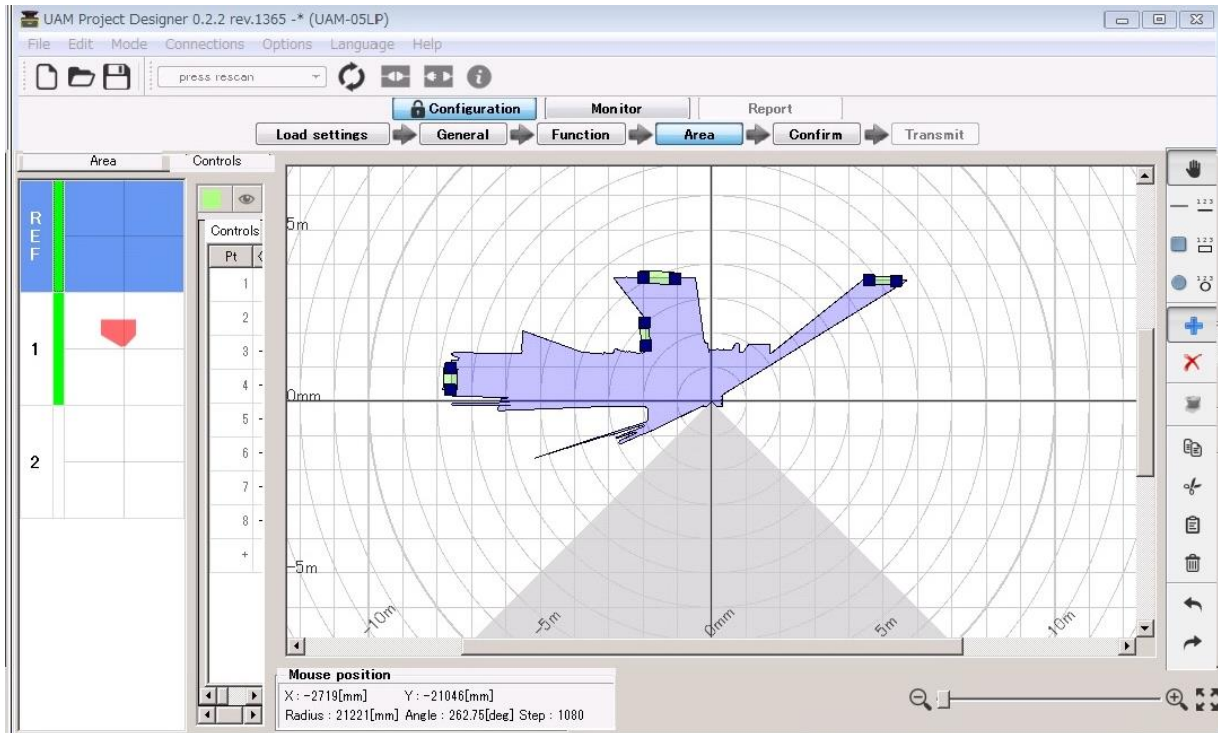 UAM Project Designer 0.2.2 rev.1365 -* (UAM-05LP)
File Edit Mode Connections Options Language Help
press rescan
Configuration Monitor Report
Load settings General Function Area Confirm Transmit
Area Controls
REF
1
2
Controls
Pt
1
2
3 -
4 -
5 -
6 -
7 -
8 -
+
5m
0mm
-5m
-10m -5m 0mm 5m 10m
123
123
123
Mouse position
X : -2719[mm] Y : -21046[mm]
Radius : 21221[mm] Angle : 262.75[deg] Step : 1080